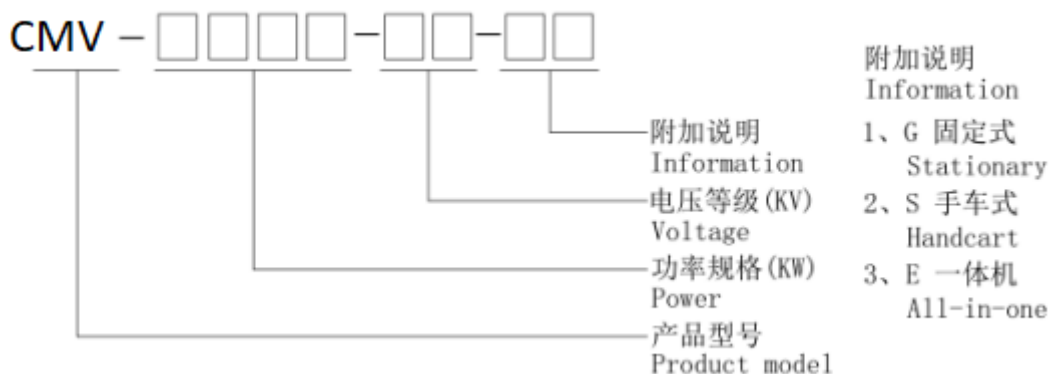 CMV-□□□□-□□-□□
附加说明
Information
电压等级(KV)
Voltage
功率规格(KW)
Power
产品型号
Product model
附加说明
Information
1、G 固定式
Stationary
2、S 手车式
Handcart
3、E 一体机
All-in-one